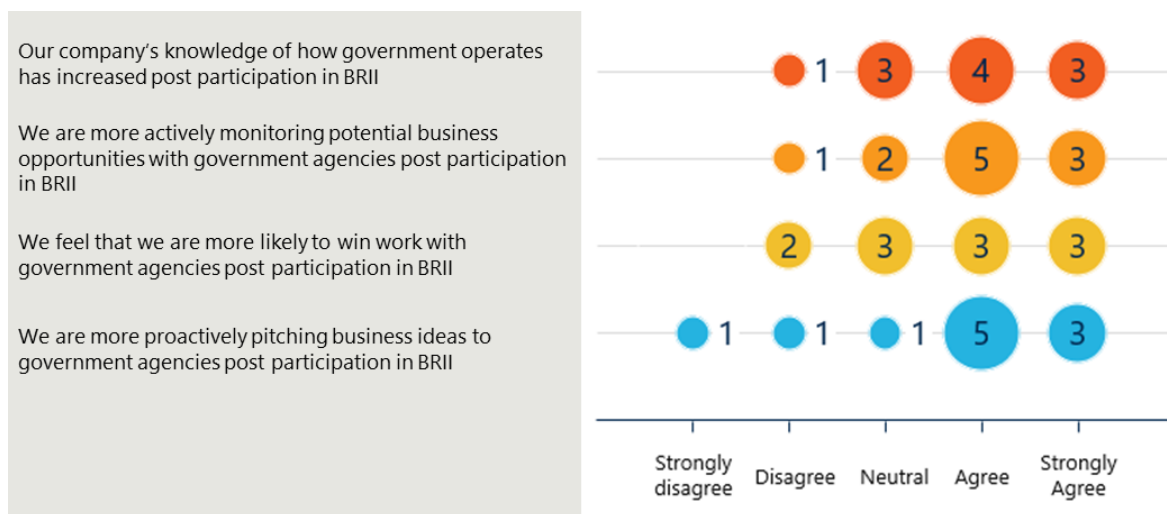 Our company's knowledge of how government operates
has increased post participation in BRII
1 3 4 3
We are more actively monitoring potential business
opportunities with government agencies post participation
in BRII
1 2 5 3
We feel that we are more likely to win work with
government agencies post participation in BRII
2 3 3 3
We are more proactively pitching business ideas to
government agencies post participation in BRII
1 1 1 5 3
Strongly
disagree
Disagree
Neutral
Agree
Strongly
Agree